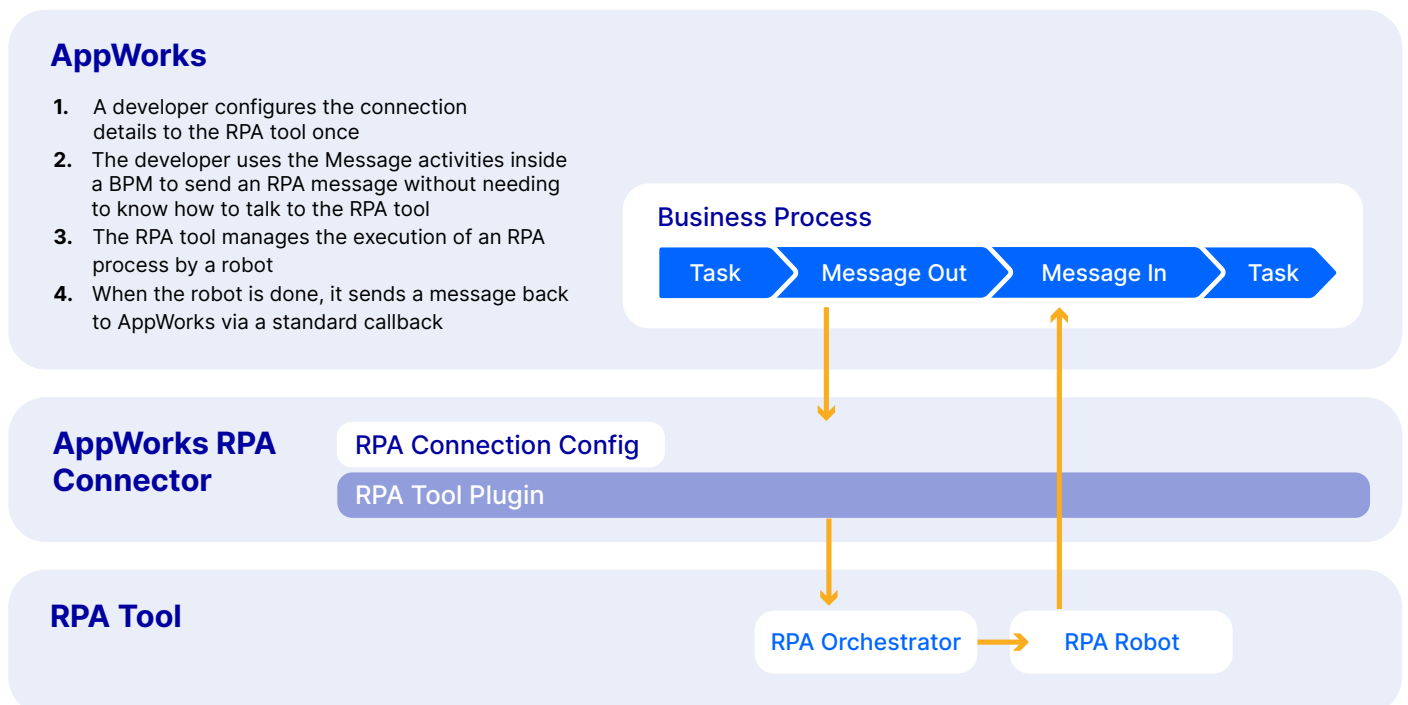 AppWorks
1. A developer configures the connection
details to the RPA tool once
2. The developer uses the Message activities inside
a BPM to send an RPA message without needing
to know how to talk to the RPA tool
3. The RPA tool manages the execution of an RPA
process by a robot
4. When the robot is done, it sends a message back
to AppWorks via a standard callback
Business Process
Task
Message Out
Message In
Task
AppWorks RPA
Connector
RPA Connection Config
RPA Tool Plugin
RPA Tool
RPA Orchestrator
RPA Robot